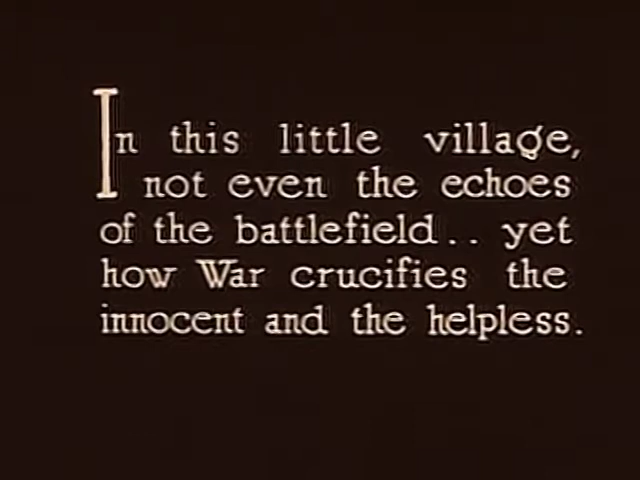 In this little village,
not even the echoes
of the battlefield.. yet
how War crucifies the
innocent and the helpless.